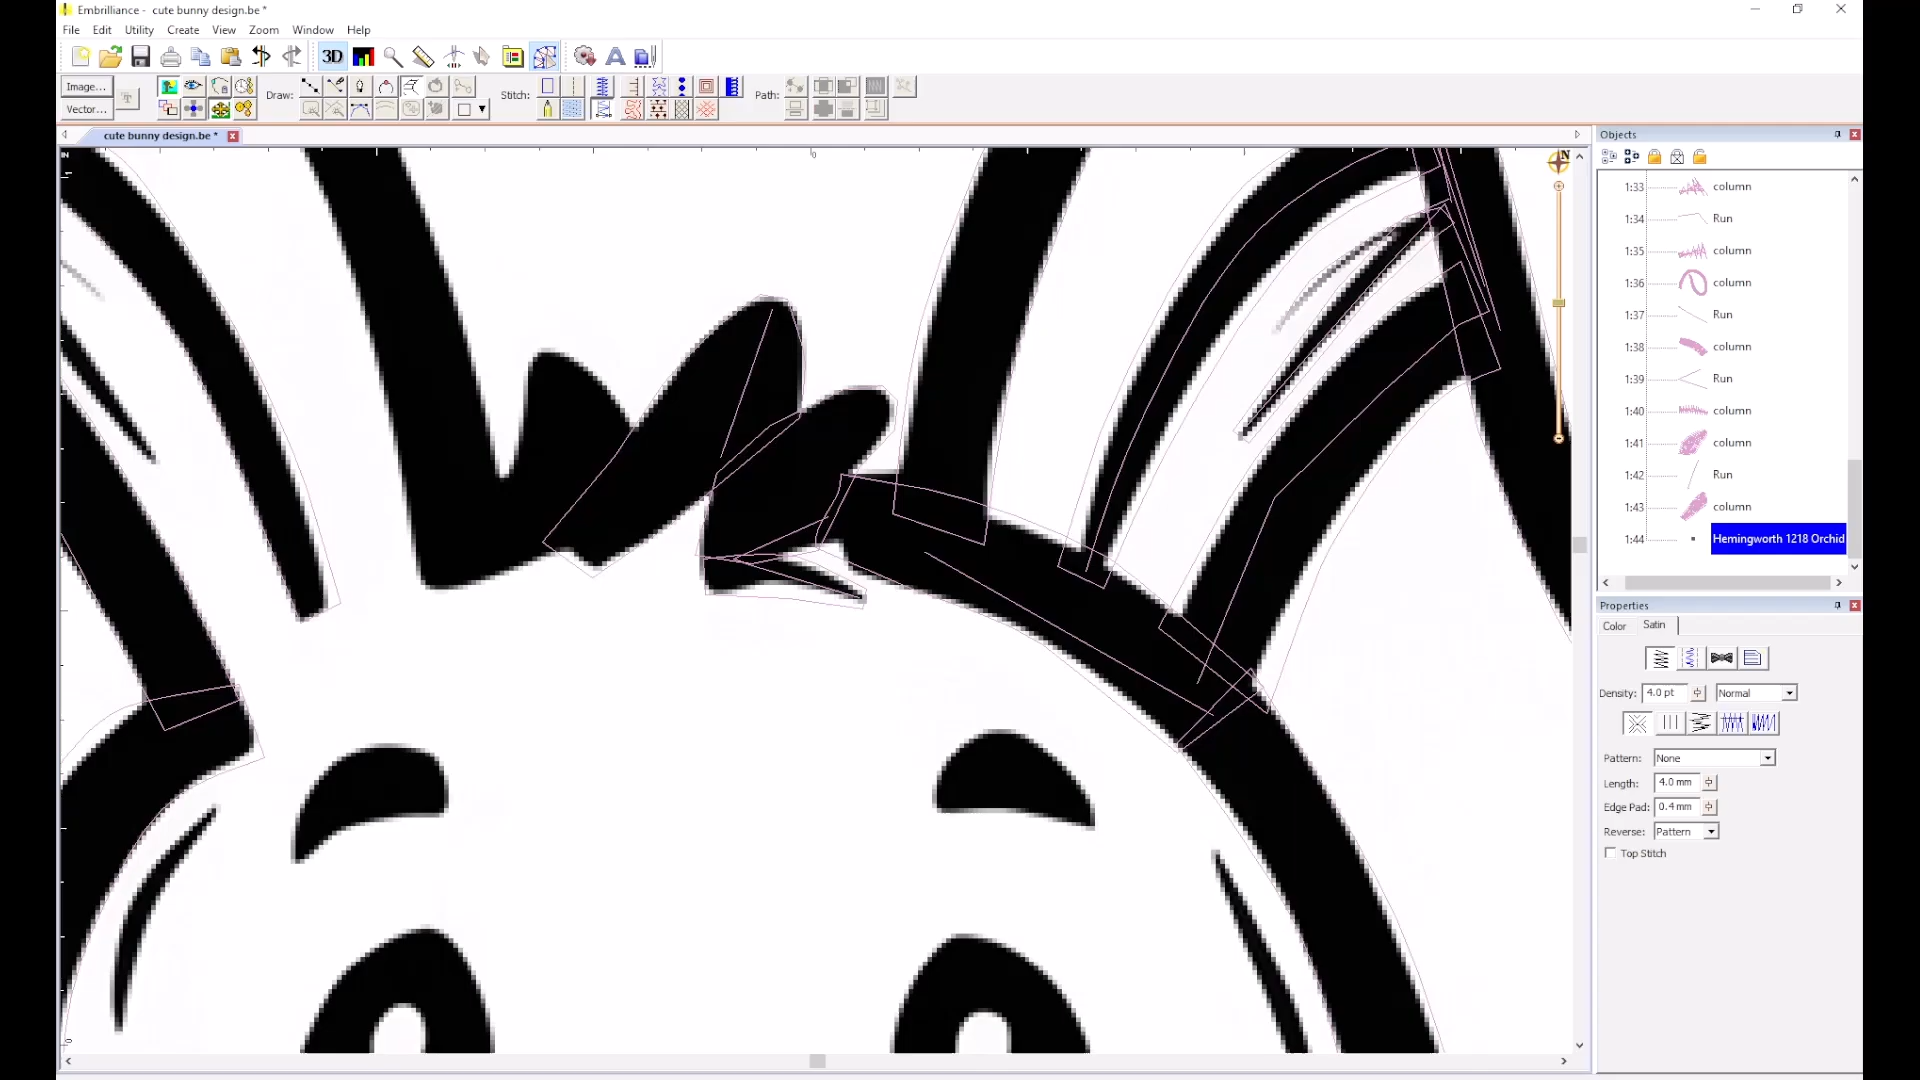 Embrilliance - cute bunny design.be *
File Edit Utility Create View Zoom Window Help
3D
A
Image...
Vector...
T
Draw:
Stitch:
Path:
cute bunny design.be *
IN
0
N
1
0
Objects
1:33 column
1:34 Run
1:35 column
1:36 column
1:37 Run
1:38 column
1:39 Run
1:40 column
1:41 column
1:42 Run
1:43 column
1:44 Hemingworth 1218 Orchid
Properties
Color Satin
Density: 4.0 pt Normal
Pattern: None
Length: 4.0 mm
Edge Pad: 0.4 mm
Reverse: Pattern
Top Stitch